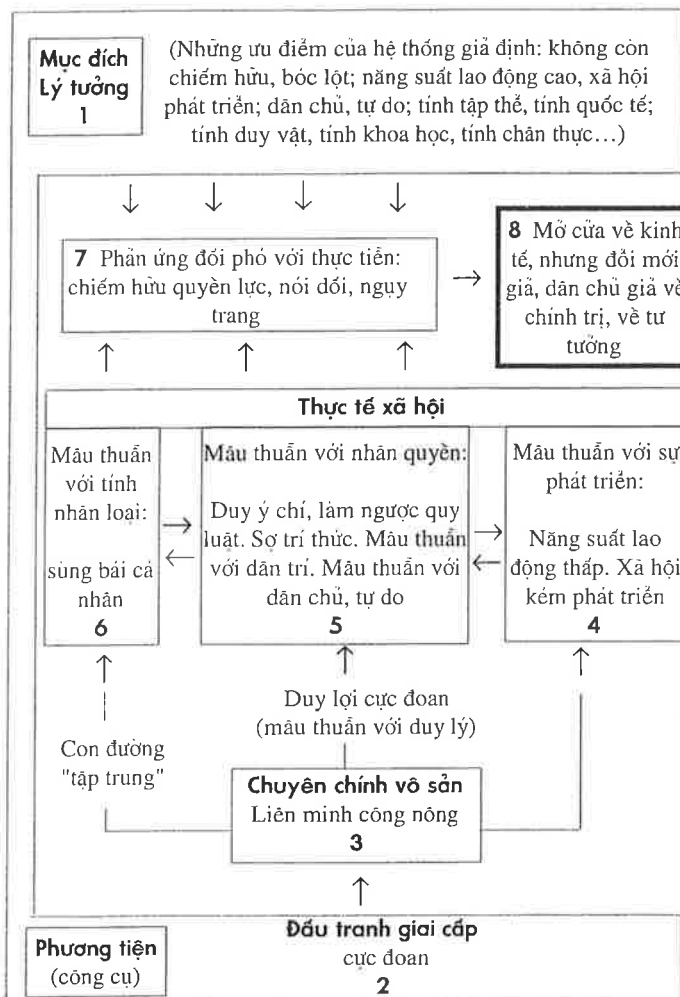 Mục đích
Lý tưởng
1
(Những ưu điểm của hệ thống giả định: không còn
chiếm hữu, bóc lột; năng suất lao động cao, xã hội
phát triển; dân chủ, tự do; tính tập thể, tính quốc tế;
tính duy vật, tính khoa học, tính chân thực...)
7 Phản ứng đối phó với thực tiễn:
chiếm hữu quyền lực, nói dối, ngụy
trang
8 Mở cửa về kinh
tế, nhưng đổi mới
giả, dân chủ giả về
chính trị, về tư
tưởng
Thực tế xã hội
Mâu thuẫn
với tính
nhân loại:
sùng bái cá
nhân
6
Mâu thuẫn với nhân quyền:
Duy ý chí, làm ngược quy
luật. Sợ trí thức. Mâu thuẫn
với dân trí. Mâu thuẫn với
dân chủ, tự do
5
Mâu thuẫn với sự
phát triển:
Năng suất lao
động thấp. Xã hội
kém phát triển
4
Duy lợi cực đoan
(mâu thuẫn với duy lý)
Con đường
"tập trung"
Chuyên chính vô sản
Liên minh công nông
3
Đấu tranh giai cấp
cực đoan
2
Phương tiện
(công cụ)